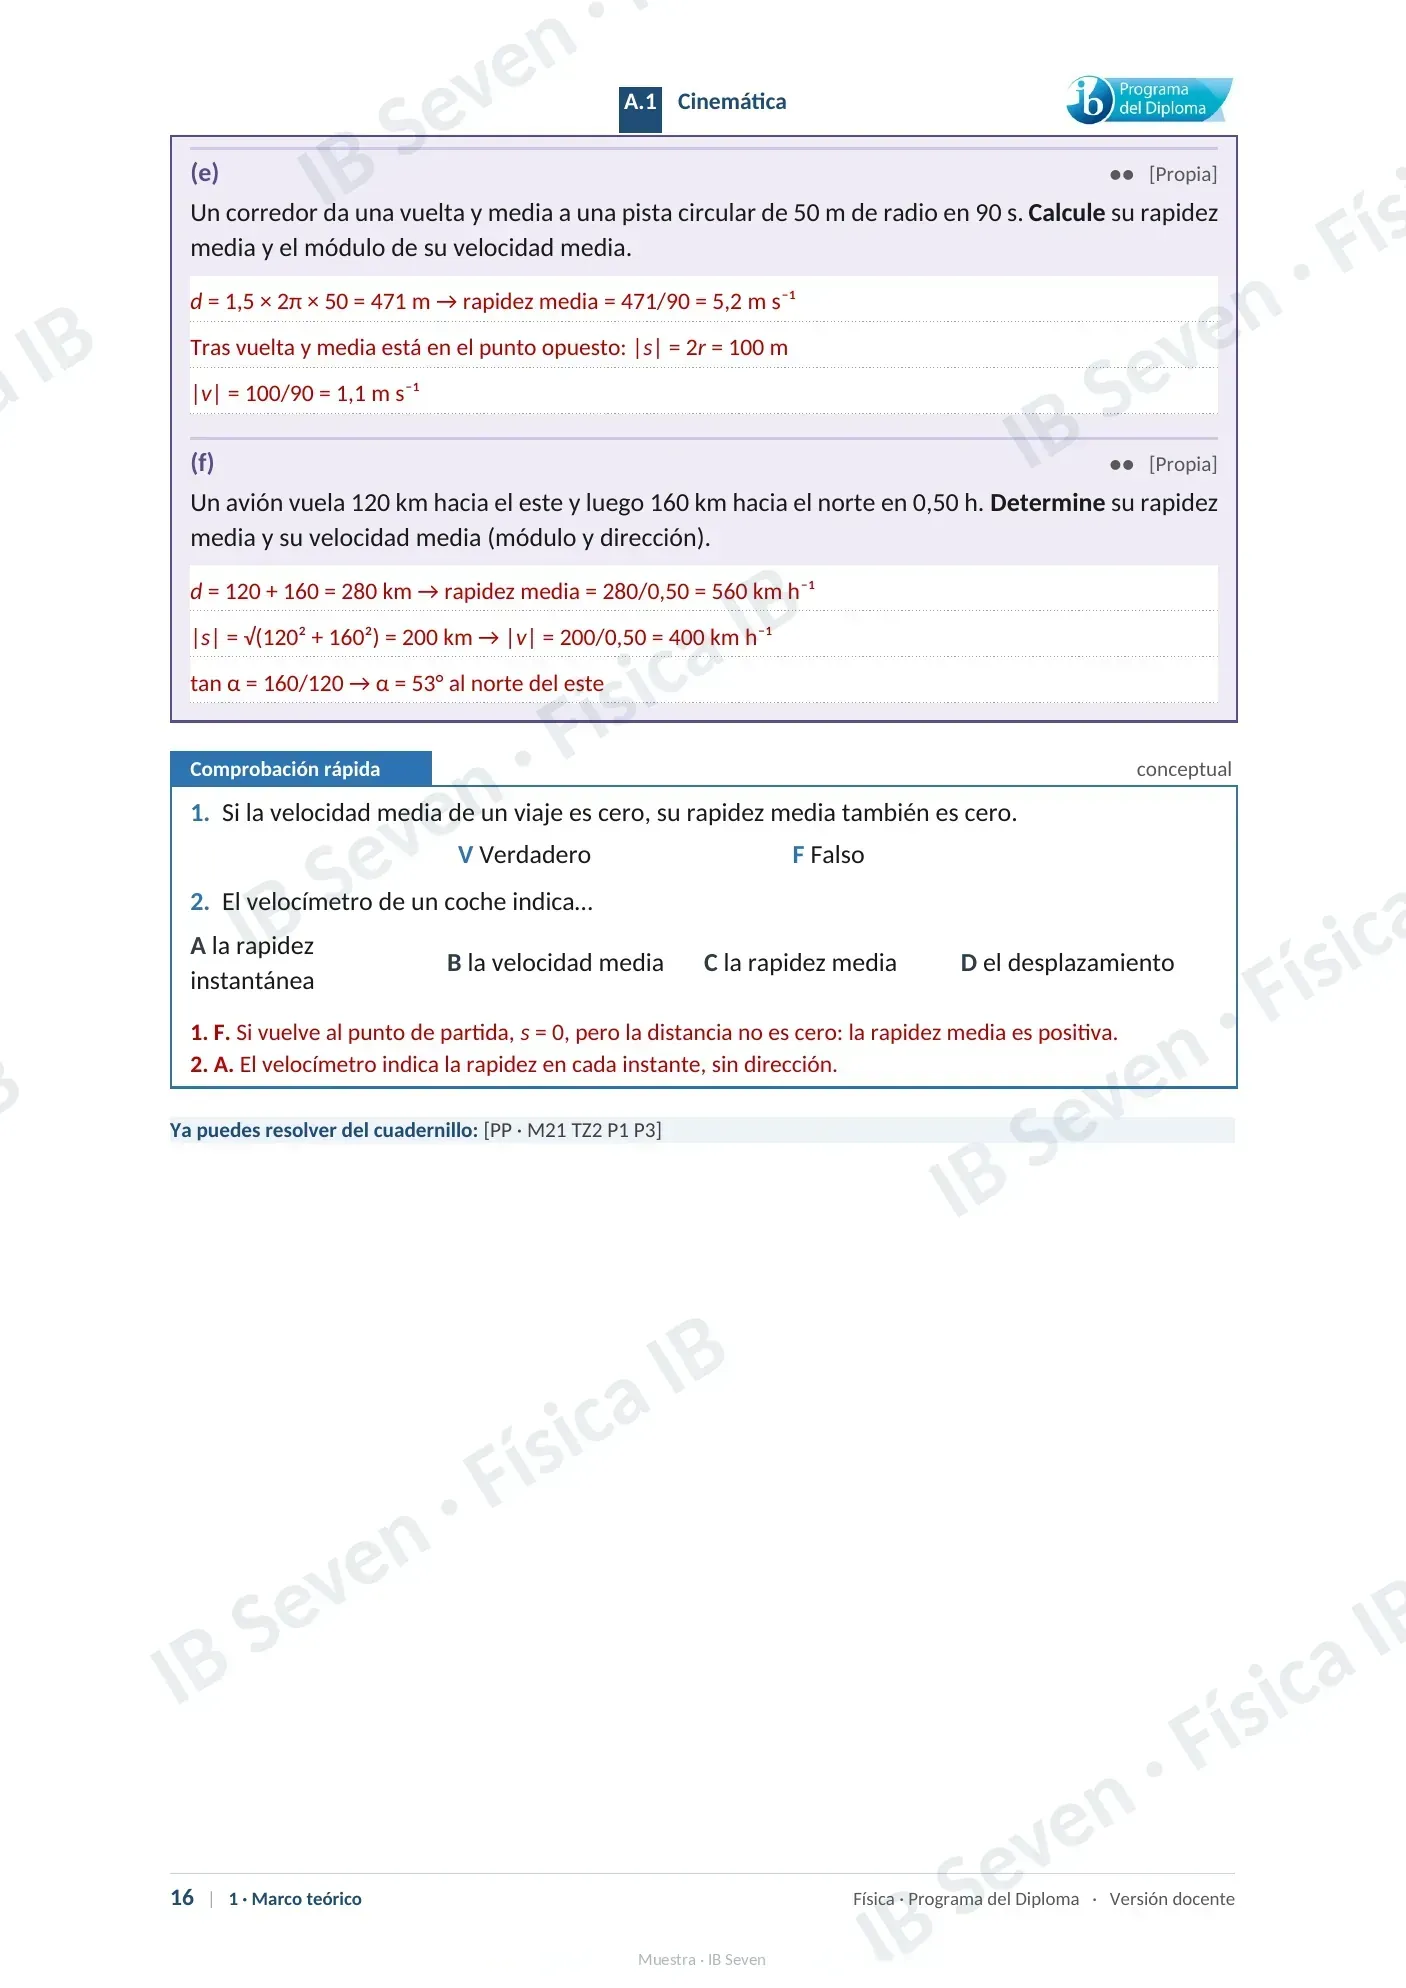 A.1 Cinemática
ib Programa
del Diploma
(e) ●● [Propia]
Un corredor da una vuelta y media a una pista circular de 50 m de radio en 90 s. Calcule su rapidez
media y el módulo de su velocidad media.
d = 1,5 × 2π × 50 = 471 m → rapidez media = 471/90 = 5,2 m s⁻¹
Tras vuelta y media está en el punto opuesto: |s| = 2r = 100 m
|v| = 100/90 = 1,1 m s⁻¹
(f) ●● [Propia]
Un avión vuela 120 km hacia el este y luego 160 km hacia el norte en 0,50 h. Determine su rapidez
media y su velocidad media (módulo y dirección).
d = 120 + 160 = 280 km → rapidez media = 280/0,50 = 560 km h⁻¹
|s| = √(120² + 160²) = 200 km → |v| = 200/0,50 = 400 km h⁻¹
tan α = 160/120 → α = 53° al norte del este
Comprobación rápida conceptual
1. Si la velocidad media de un viaje es cero, su rapidez media también es cero.
V Verdadero F Falso
2. El velocímetro de un coche indica…
A la rapidez
instantánea
B la velocidad media C la rapidez media D el desplazamiento
1. F. Si vuelve al punto de partida, s = 0, pero la distancia no es cero: la rapidez media es positiva.
2. A. El velocímetro indica la rapidez en cada instante, sin dirección.
Ya puedes resolver del cuadernillo: [PP · M21 TZ2 P1 P3]
16 | 1 · Marco teórico Física · Programa del Diploma · Versión docente
Muestra · IB Seven
IB Seven · Física IB